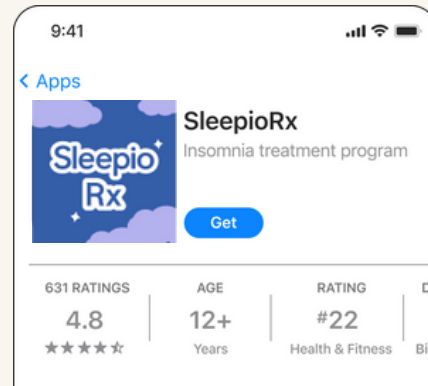 9:41
Apps
Sleepio
Rx
SleepioRx
Insomnia treatment program
Get
631 RATINGS
4.8
AGE
12+
Years
RATING
#22
Health & Fitness